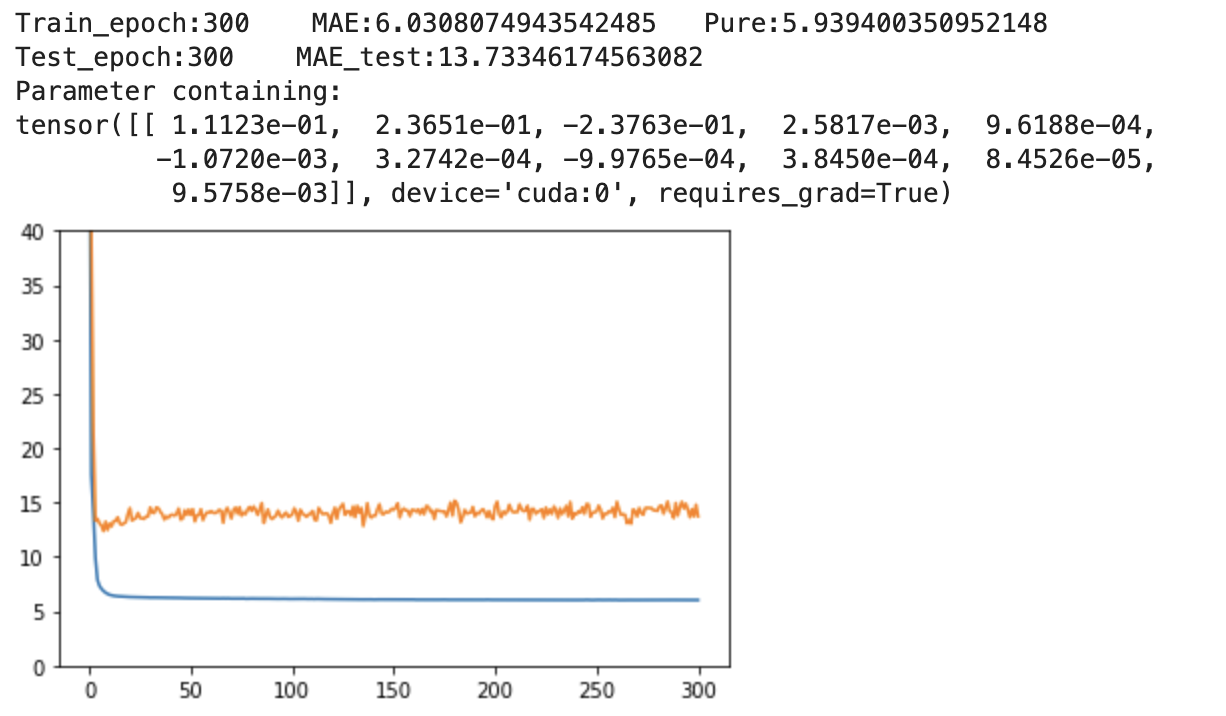 Train_epoch:300    MAE:6.0308074943542485   Pure:5.939400350952148
Test_epoch:300    MAE_test:13.73346174563082
Parameter containing:
tensor([[ 1.1123e-01,  2.3651e-01, -2.3763e-01,  2.5817e-03,  9.6188e-04,
         -1.0720e-03,  3.2742e-04, -9.9765e-04,  3.8450e-04,  8.4526e-05,
          9.5758e-03]], device='cuda:0', requires_grad=True)
40
35
30
25
20
15
10
5
0
0 50 100 150 200 250 300